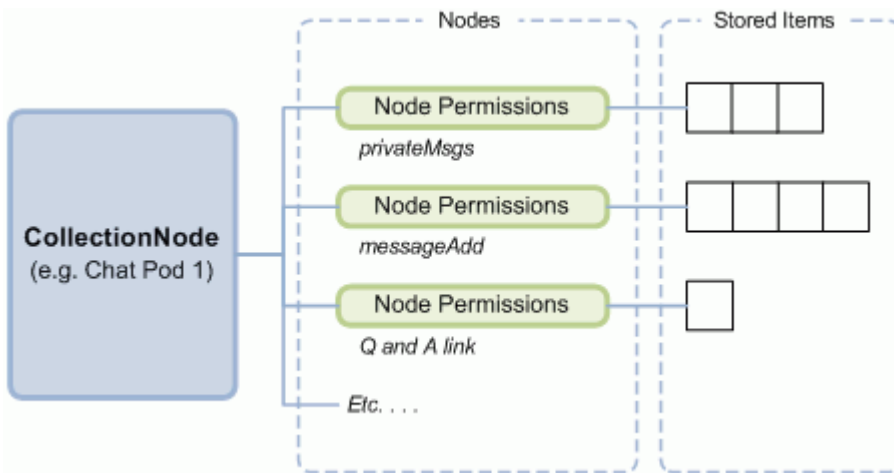 Nodes
Stored Items
Node Permissions
privateMsgs
CollectionNode
(e.g. Chat Pod 1)
Node Permissions
messageAdd
Node Permissions
Q and A link
Etc. . . .